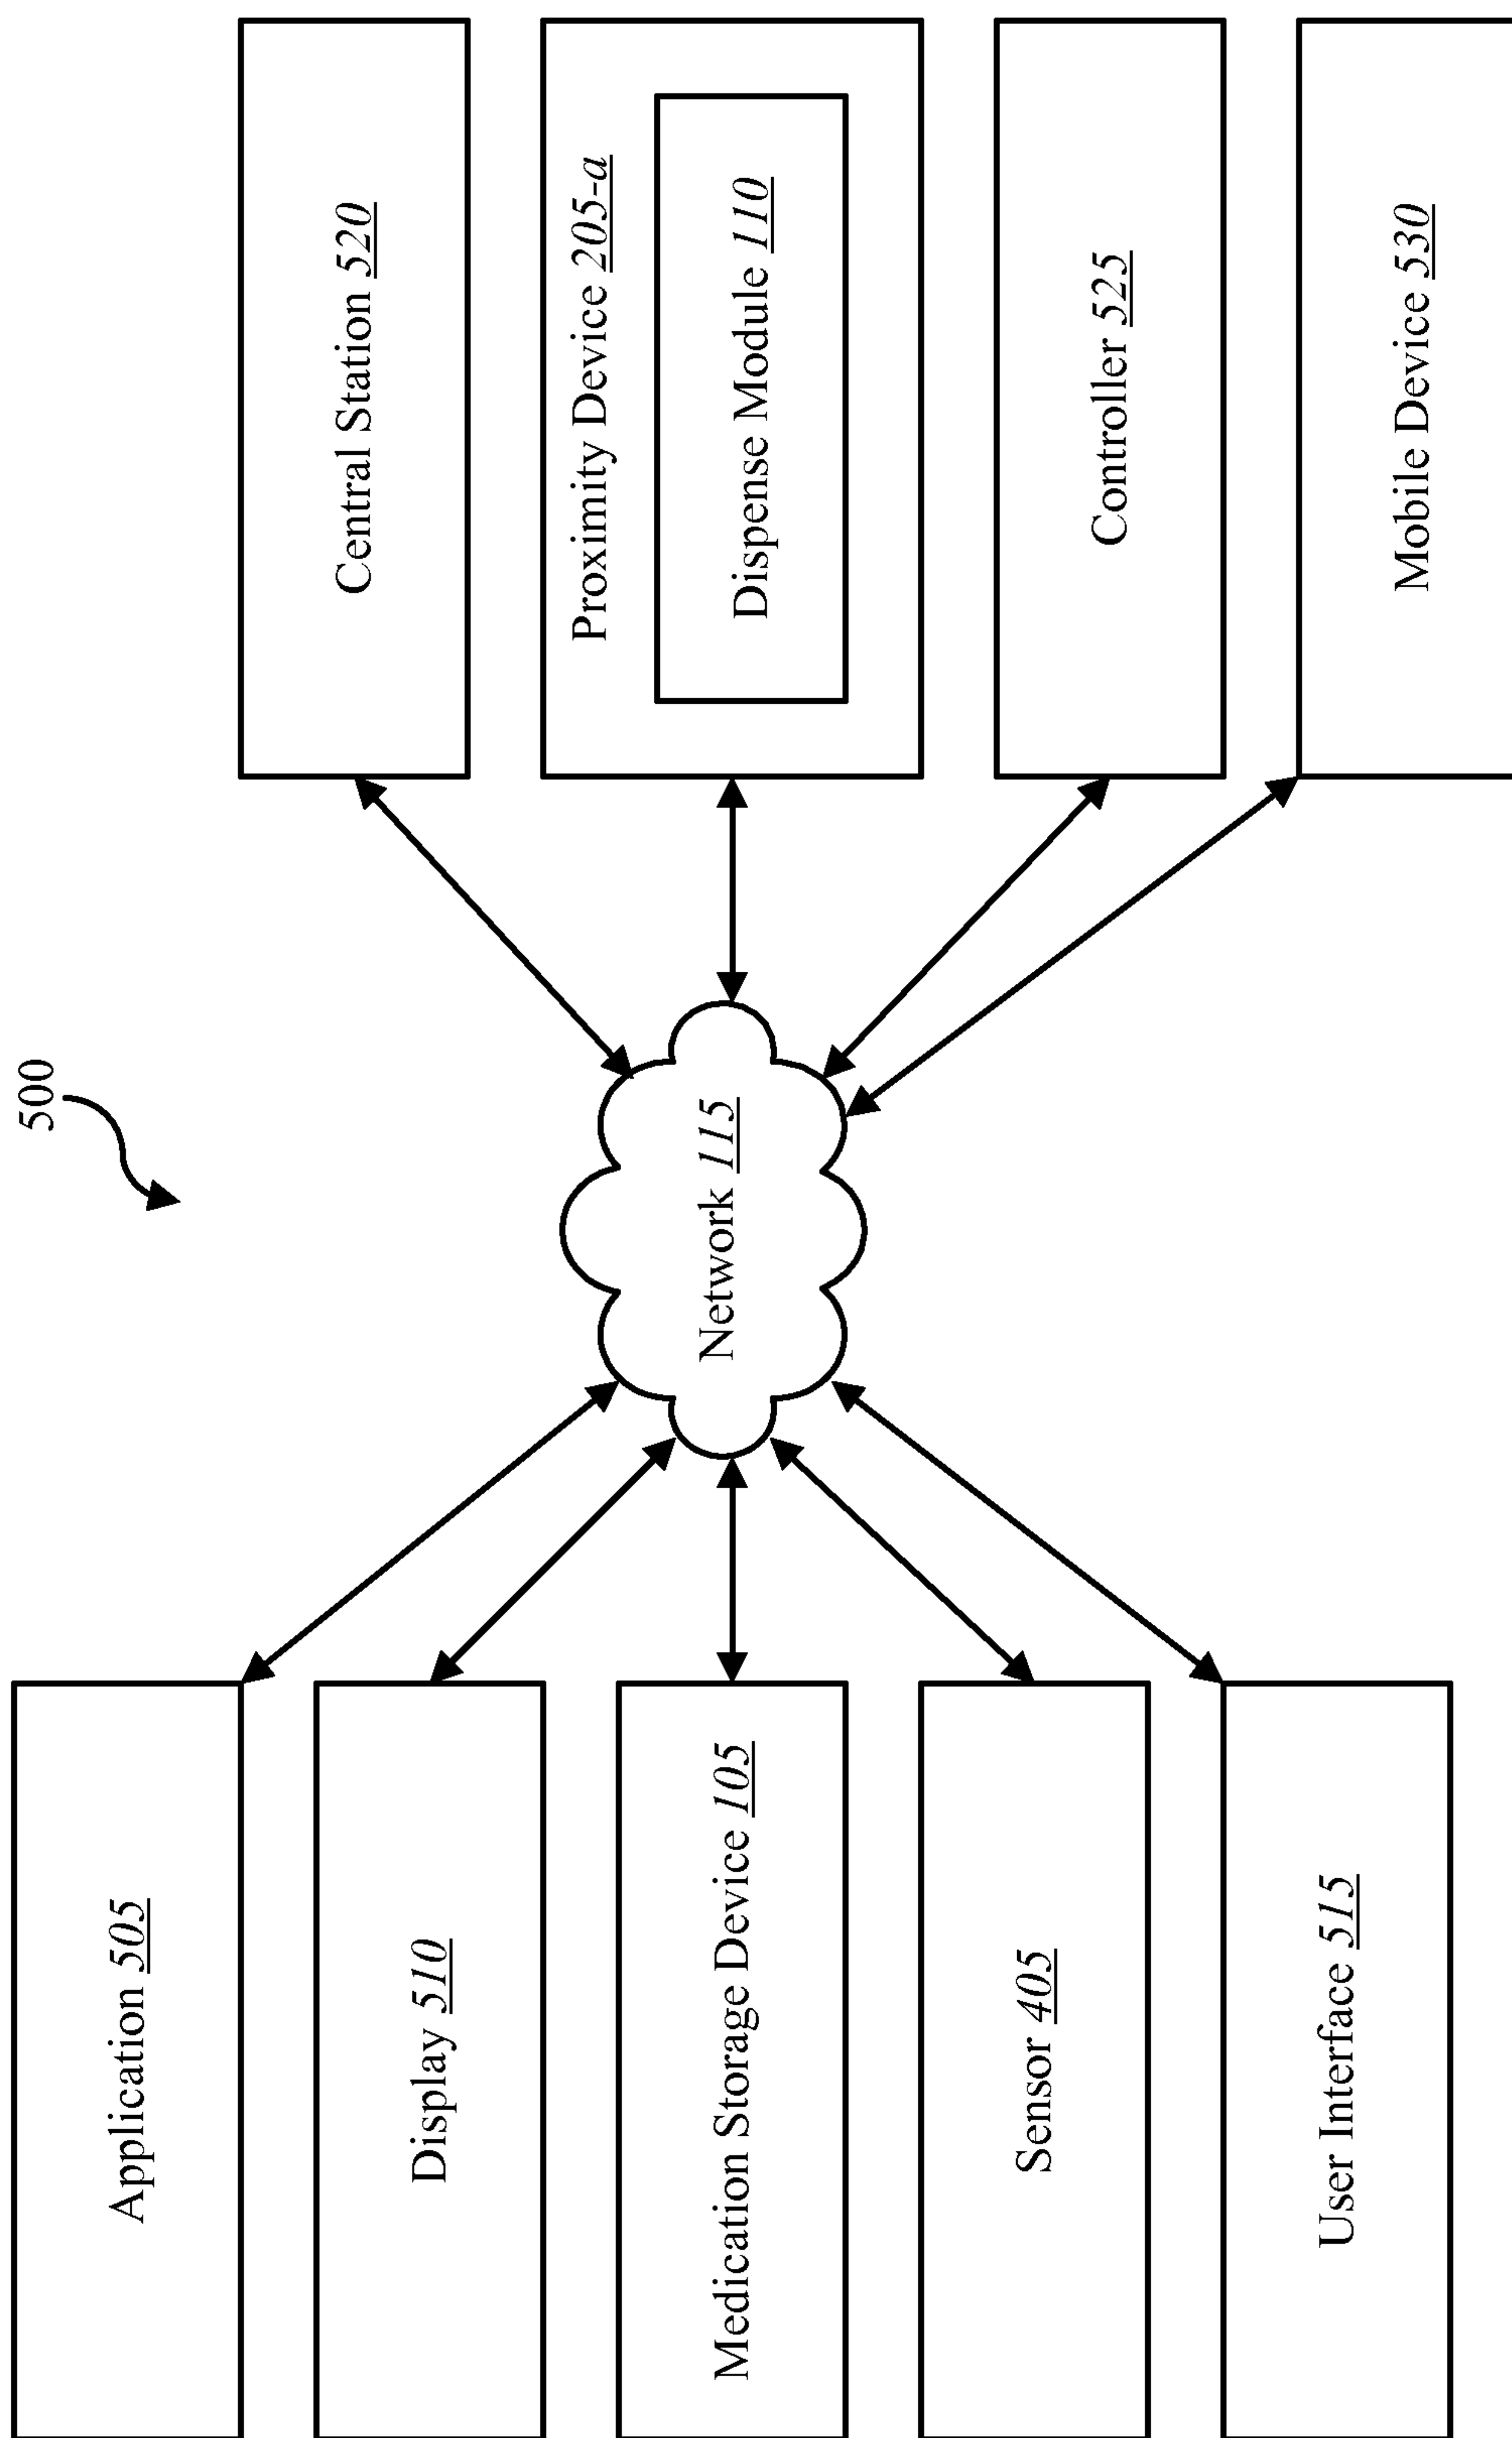 500
Application 505
Display 510
Medication Storage Device 105
Sensor 405
User Interface 515
Network 115
Central Station 520
Proximity Device 205-a
Dispense Module 110
Controller 525
Mobile Device 530